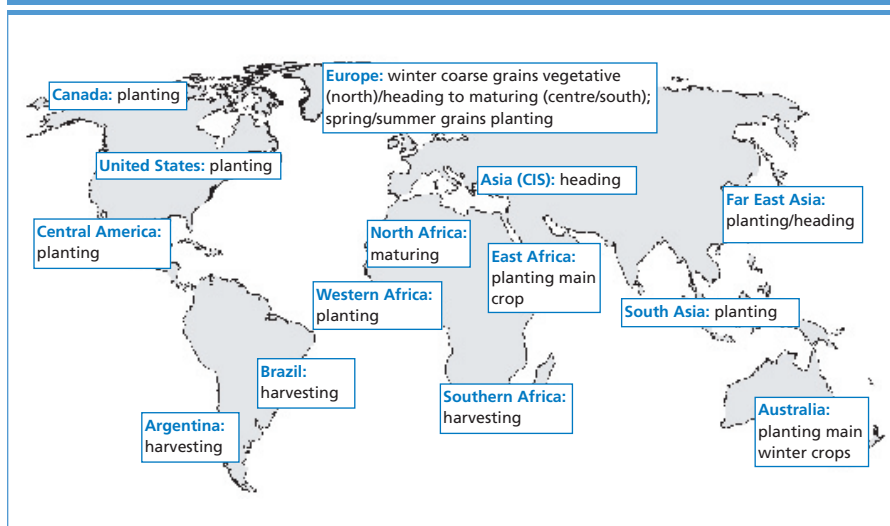 Canada: planting
Europe: winter coarse grains vegetative
(north)/heading to maturing (centre/south);
spring/summer grains planting
United States: planting
Asia (CIS): heading
Far East Asia:
planting/heading
Central America:
planting
North Africa:
maturing
East Africa:
planting main
crop
Western Africa:
planting
South Asia: planting
Brazil:
harvesting
Southern Africa:
harvesting
Argentina:
harvesting
Australia:
planting main
winter crops